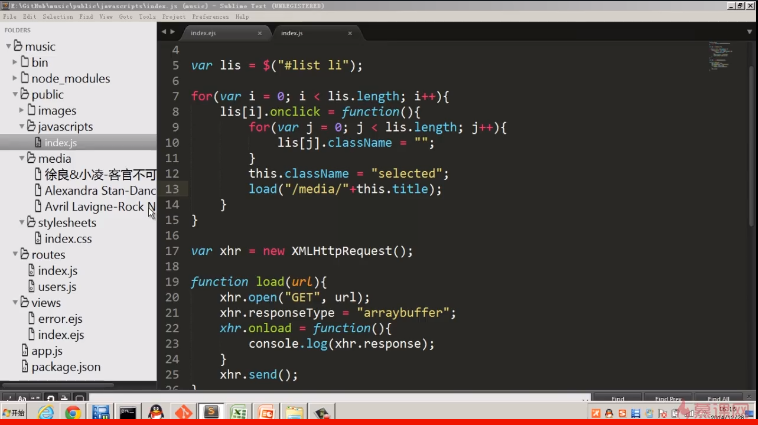 E:\GitHub\music\public\javascripts\index.js (music) - Sublime Text (UNREGISTERED)
File Edit Selection Find View Goto Tools Project Preferences Help
FOLDERS
music
bin
node_modules
public
images
javascripts
index.js
media
徐良&小凌-客官不可
Alexandra Stan-Danc
Avril Lavigne-Rock N
stylesheets
index.css
routes
index.js
users.js
views
error.ejs
index.ejs
app.js
package.json
index.ejs
index.js
4
5 var lis = $("#list li");
6
7 for(var i = 0; i < lis.length; i++){
8 lis[i].onclick = function(){
9 for(var j = 0; j < lis.length; j++){
10 lis[j].className = "";
11 }
12 this.className = "selected";
13 load("/media/"+this.title);
14 }
15 }
16
17 var xhr = new XMLHttpRequest();
18
19 function load(url){
20 xhr.open("GET", url);
21 xhr.responseType = "arraybuffer";
22 xhr.onload = function(){
23 console.log(xhr.response);
24 }
25 xhr.send();
26 }
Find Find Prev Find All
开始